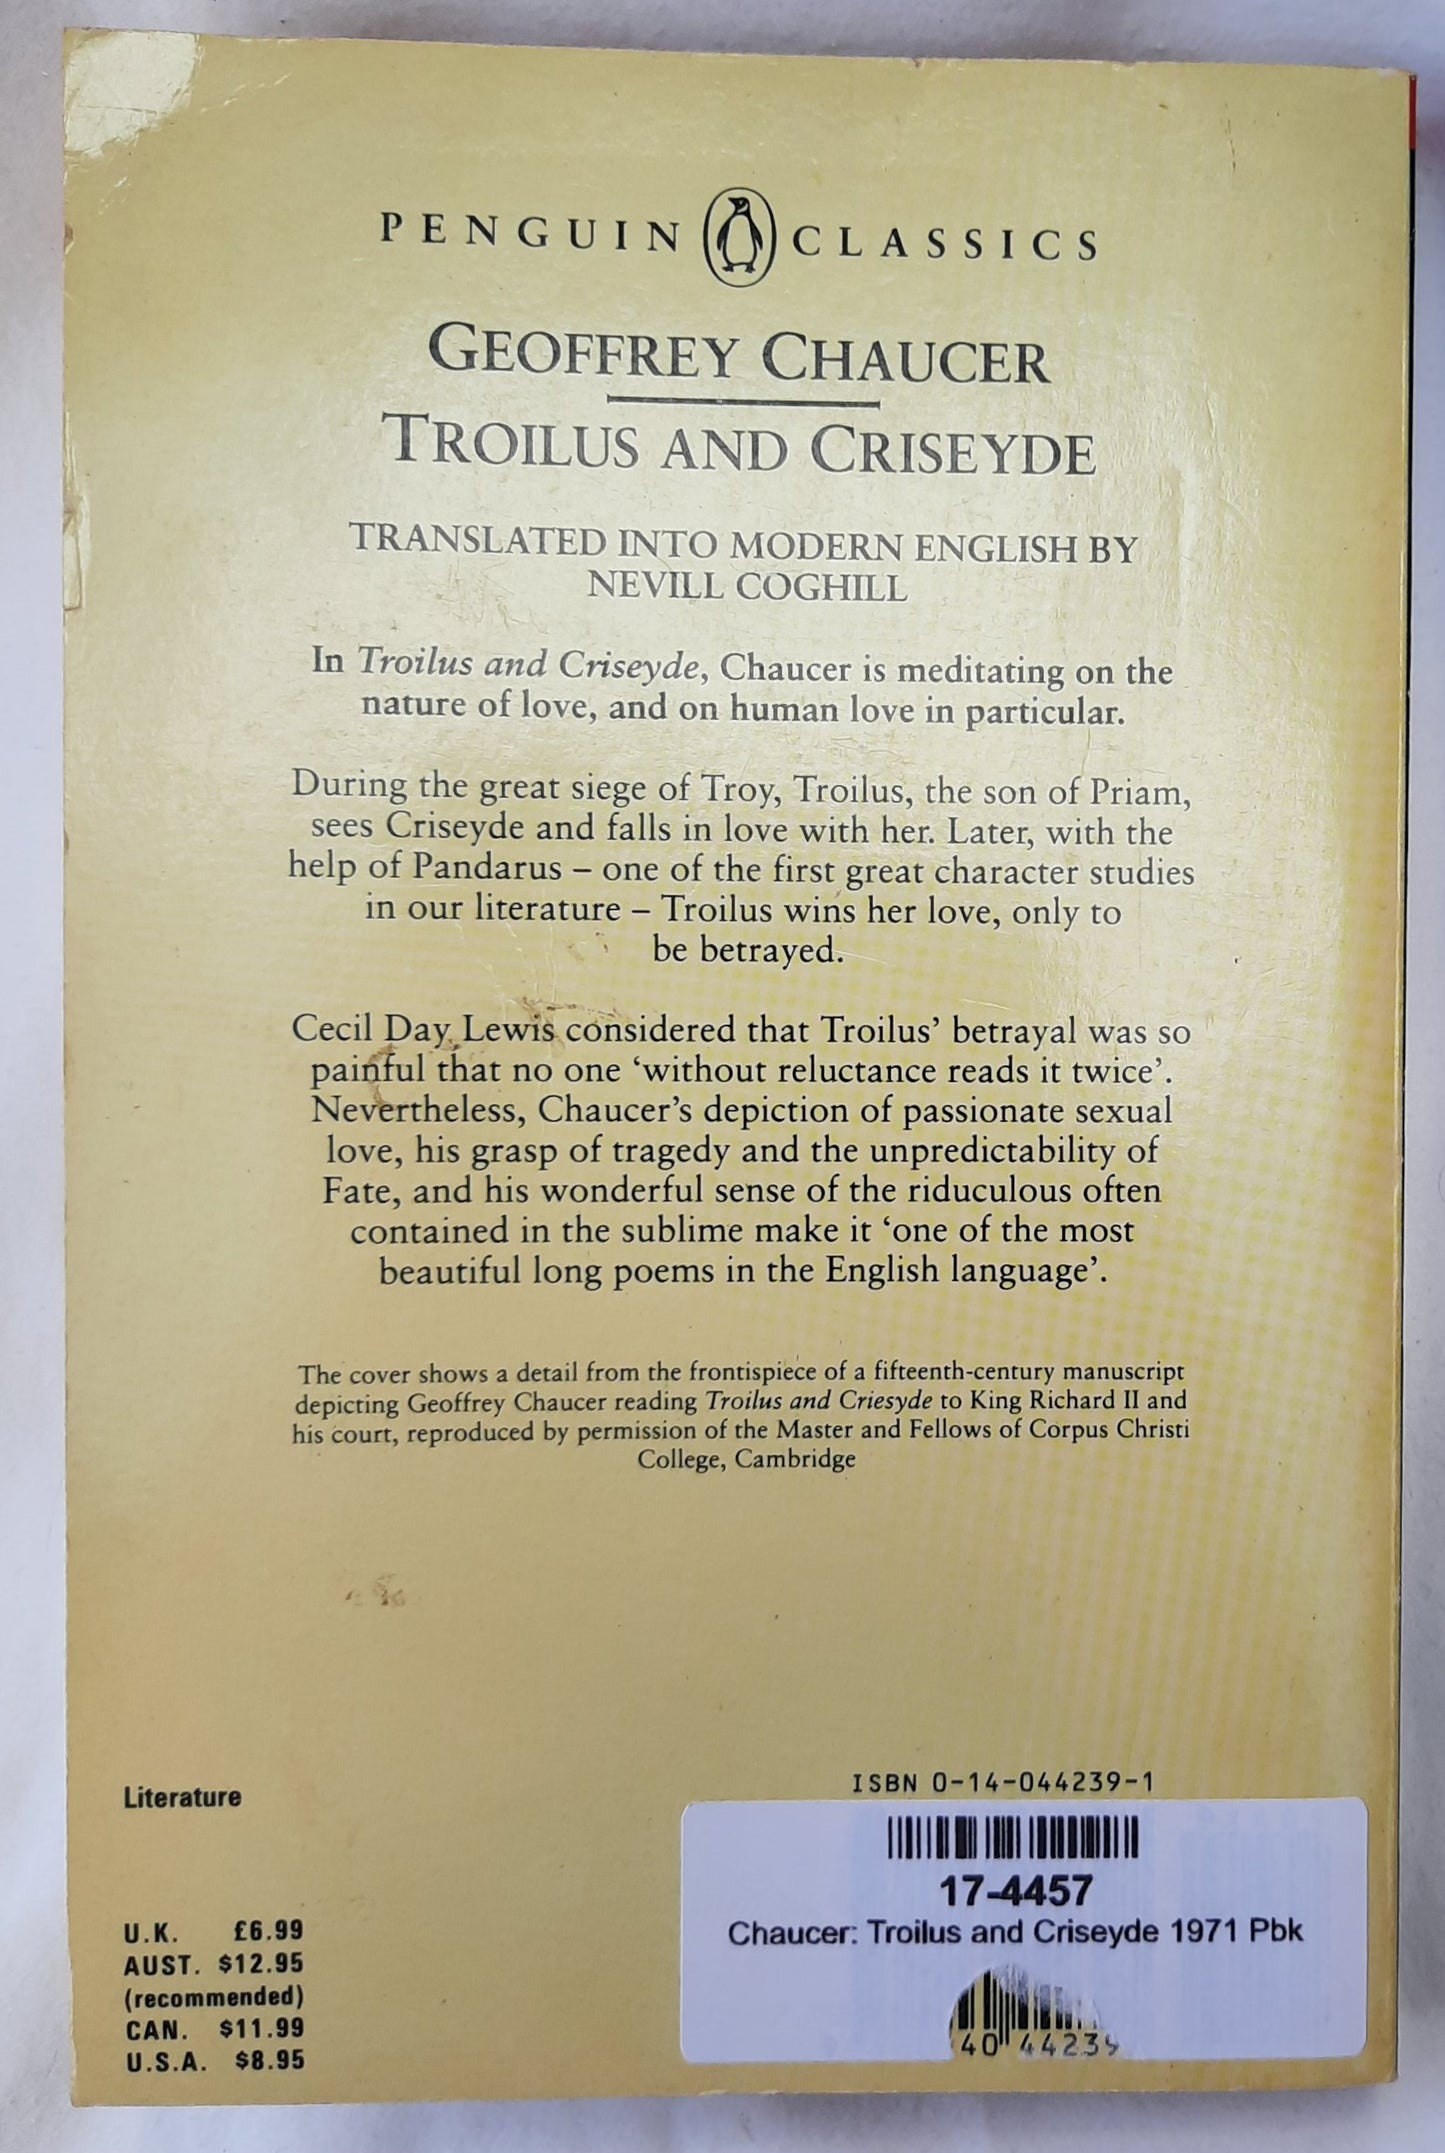 PENGUIN CLASSICS
GEOFFREY CHAUCER
TROILUS AND CRISEYDE
TRANSLATED INTO MODERN ENGLISH BY
NEVILL COGHILL
In Troilus and Criseyde, Chaucer is meditating on the
nature of love, and on human love in particular.
During the great siege of Troy, Troilus, the son of Priam,
sees Criseyde and falls in love with her. Later, with the
help of Pandarus – one of the first great character studies
in our literature – Troilus wins her love, only to
be betrayed.
Cecil Day Lewis considered that Troilus’ betrayal was so
painful that no one ‘without reluctance reads it twice’.
Nevertheless, Chaucer’s depiction of passionate sexual
love, his grasp of tragedy and the unpredictability of
Fate, and his wonderful sense of the riduculous often
contained in the sublime make it ‘one of the most
beautiful long poems in the English language’.
The cover shows a detail from the frontispiece of a fifteenth-century manuscript
depicting Geoffrey Chaucer reading Troilus and Criesyde to King Richard II and
his court, reproduced by permission of the Master and Fellows of Corpus Christi
College, Cambridge
Literature
U.K. £6.99
AUST. $12.95
(recommended)
CAN. $11.99
U.S.A. $8.95
ISBN 0-14-044239-1
17-4457
Chaucer: Troilus and Criseyde 1971 Pbk
40 44239